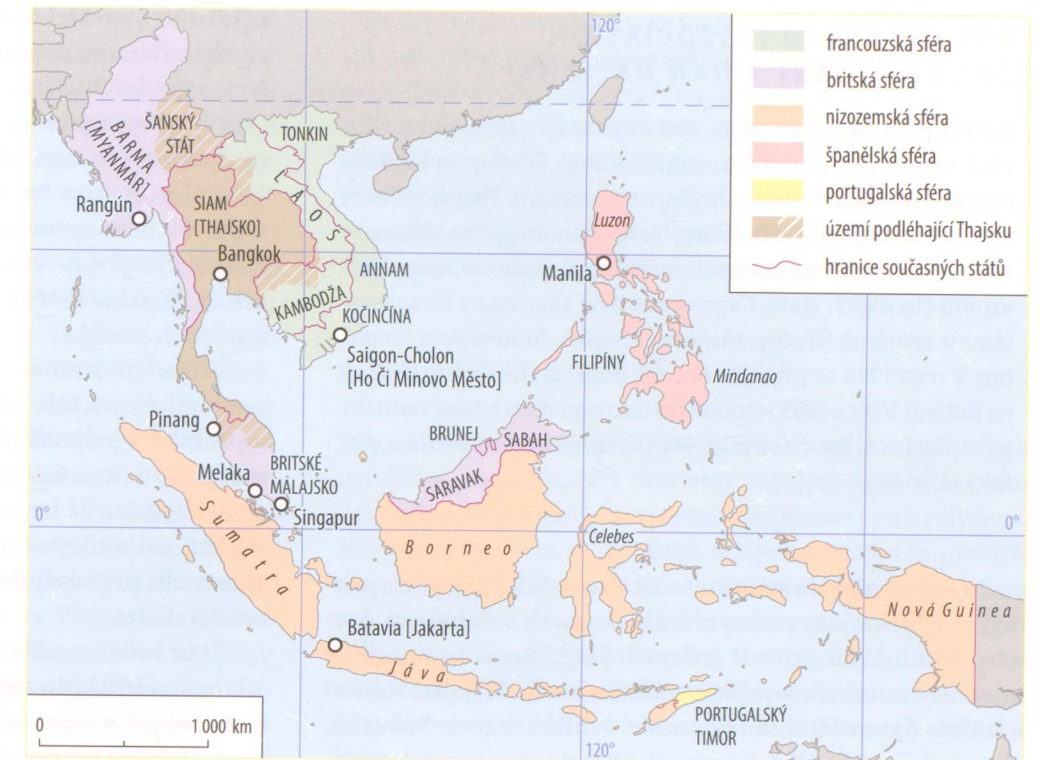 120°
francouzská sféra
britská sféra
nizozemská sféra
španělská sféra
portugalská sféra
území podléhající Thajsku
hranice současných států
BARMA
[MYANMAR]
ŠANSKÝ
STÁT
TONKIN
LAOS
Rangún
SIAM
[THAJSKO]
Bangkok
ANNAM
KAMBODŽA
KOČINČÍNA
Saigon-Cholon
[Ho Či Minovo Město]
Luzon
Manila
FILIPÍNY
Mindanao
Pinang
BRUNEJ
SABAH
SARAVAK
Melaka
BRITSKÉ
MALAJSKO
Singapur
0°
0°
Sumatra
Borneo
Celebes
Nová Guinea
Batavia [Jakarta]
Jáva
PORTUGALSKÝ
TIMOR
0
1 000 km
120°